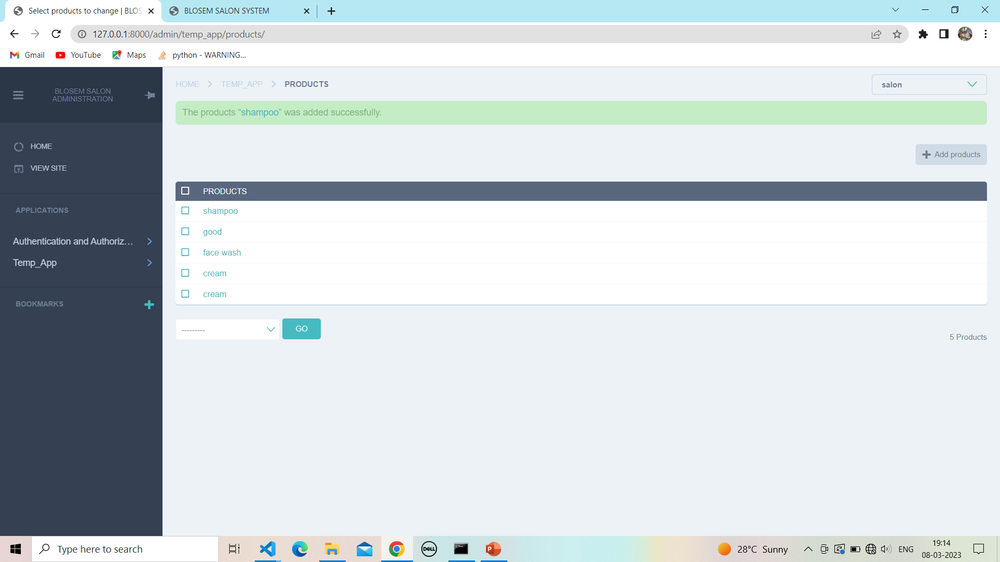 Select products to change | BLOS
BLOSEM SALON SYSTEM
127.0.0.1:8000/admin/temp_app/products/
Gmail
YouTube
Maps
python - WARNING...
BLOSEM SALON
ADMINISTRATION
HOME
VIEW SITE
APPLICATIONS
Authentication and Authoriz...
Temp_App
BOOKMARKS
HOME TEMP_APP PRODUCTS
salon
The products “shampoo” was added successfully.
Add products
PRODUCTS
shampoo
good
face wash
cream
cream
---------
GO
5 Products
Type here to search
DELL
P
28°C Sunny
ENG
19:14
08-03-2023